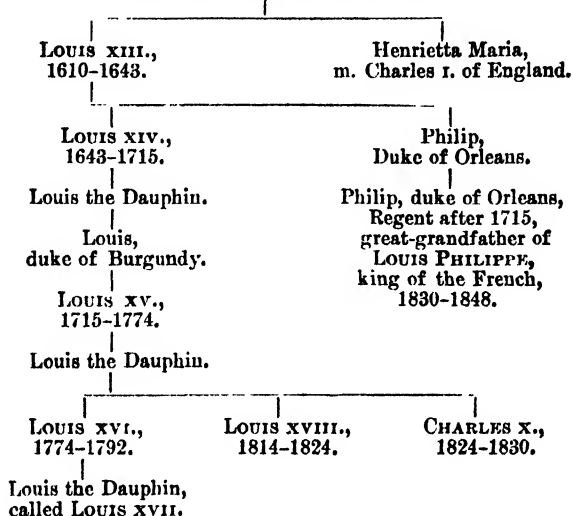 Louis XIII.,
1610-1643.
Henrietta Maria,
m. Charles I. of England.
Louis XIV.,
1643-1715.
Philip,
Duke of Orleans.
Louis the Dauphin.
Philip, duke of Orleans,
Regent after 1715,
great-grandfather of
Louis Philippe,
king of the French,
1830-1848.
Louis,
duke of Burgundy.
Louis XV.,
1715-1774.
Louis the Dauphin.
Louis XVI.,
1774-1792.
Louis XVIII.,
1814-1824.
Charles X.,
1824-1830.
Louis the Dauphin,
called Louis XVII.